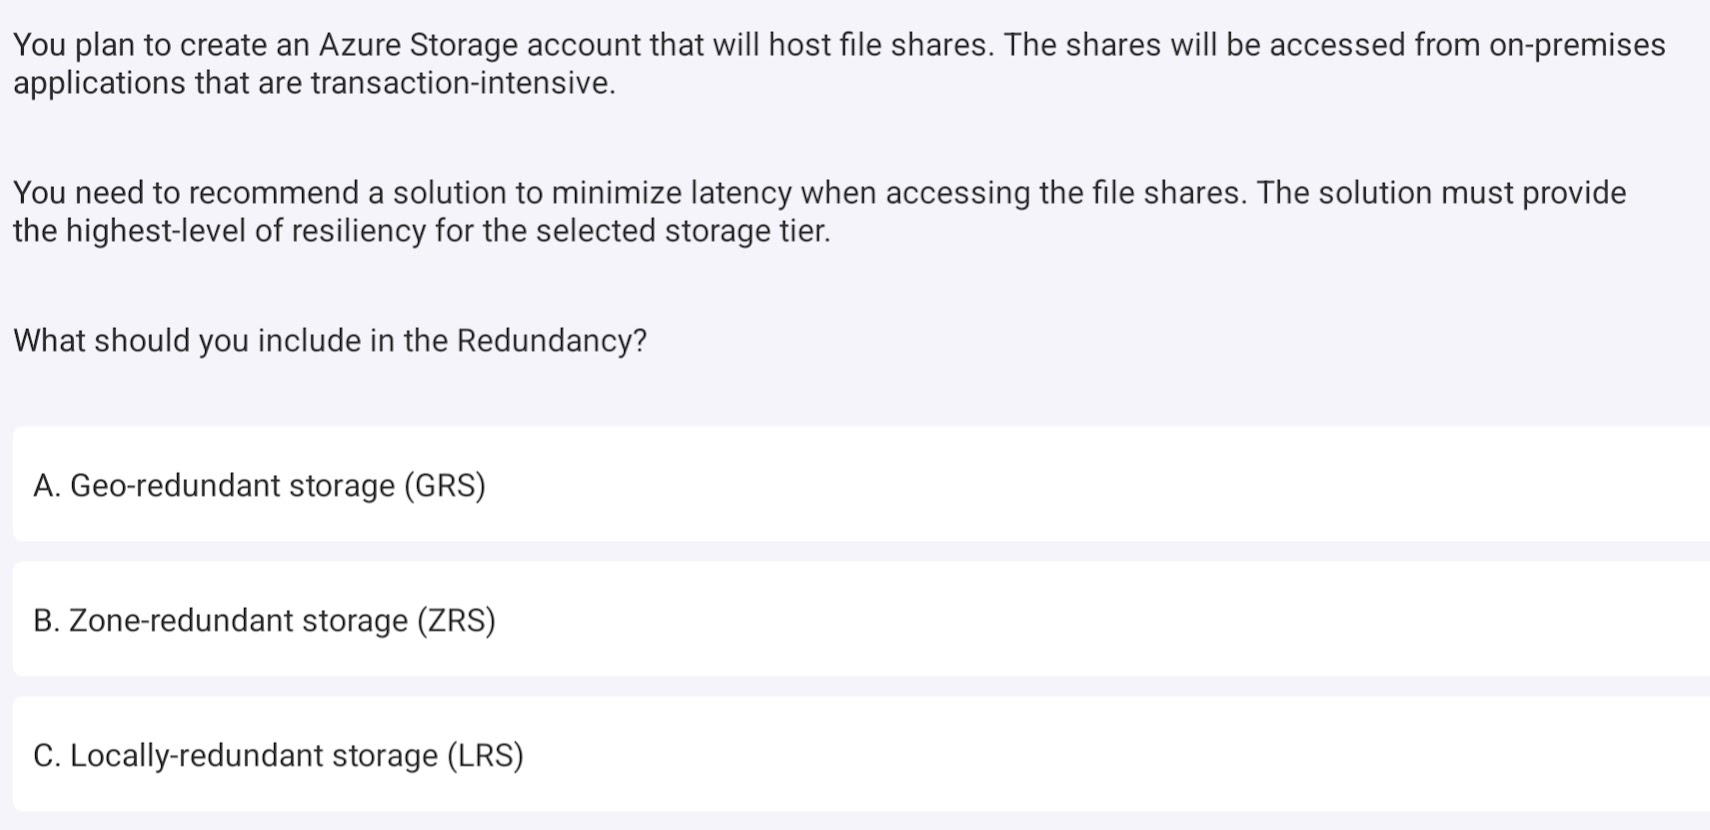 You plan to create an Azure Storage account that will host file shares. The shares will be accessed from on-premises
applications that are transaction-intensive.
You need to recommend a solution to minimize latency when accessing the file shares. The solution must provide
the highest-level of resiliency for the selected storage tier.
What should you include in the Redundancy?
A. Geo-redundant storage (GRS)
B. Zone-redundant storage (ZRS)
C. Locally-redundant storage (LRS)